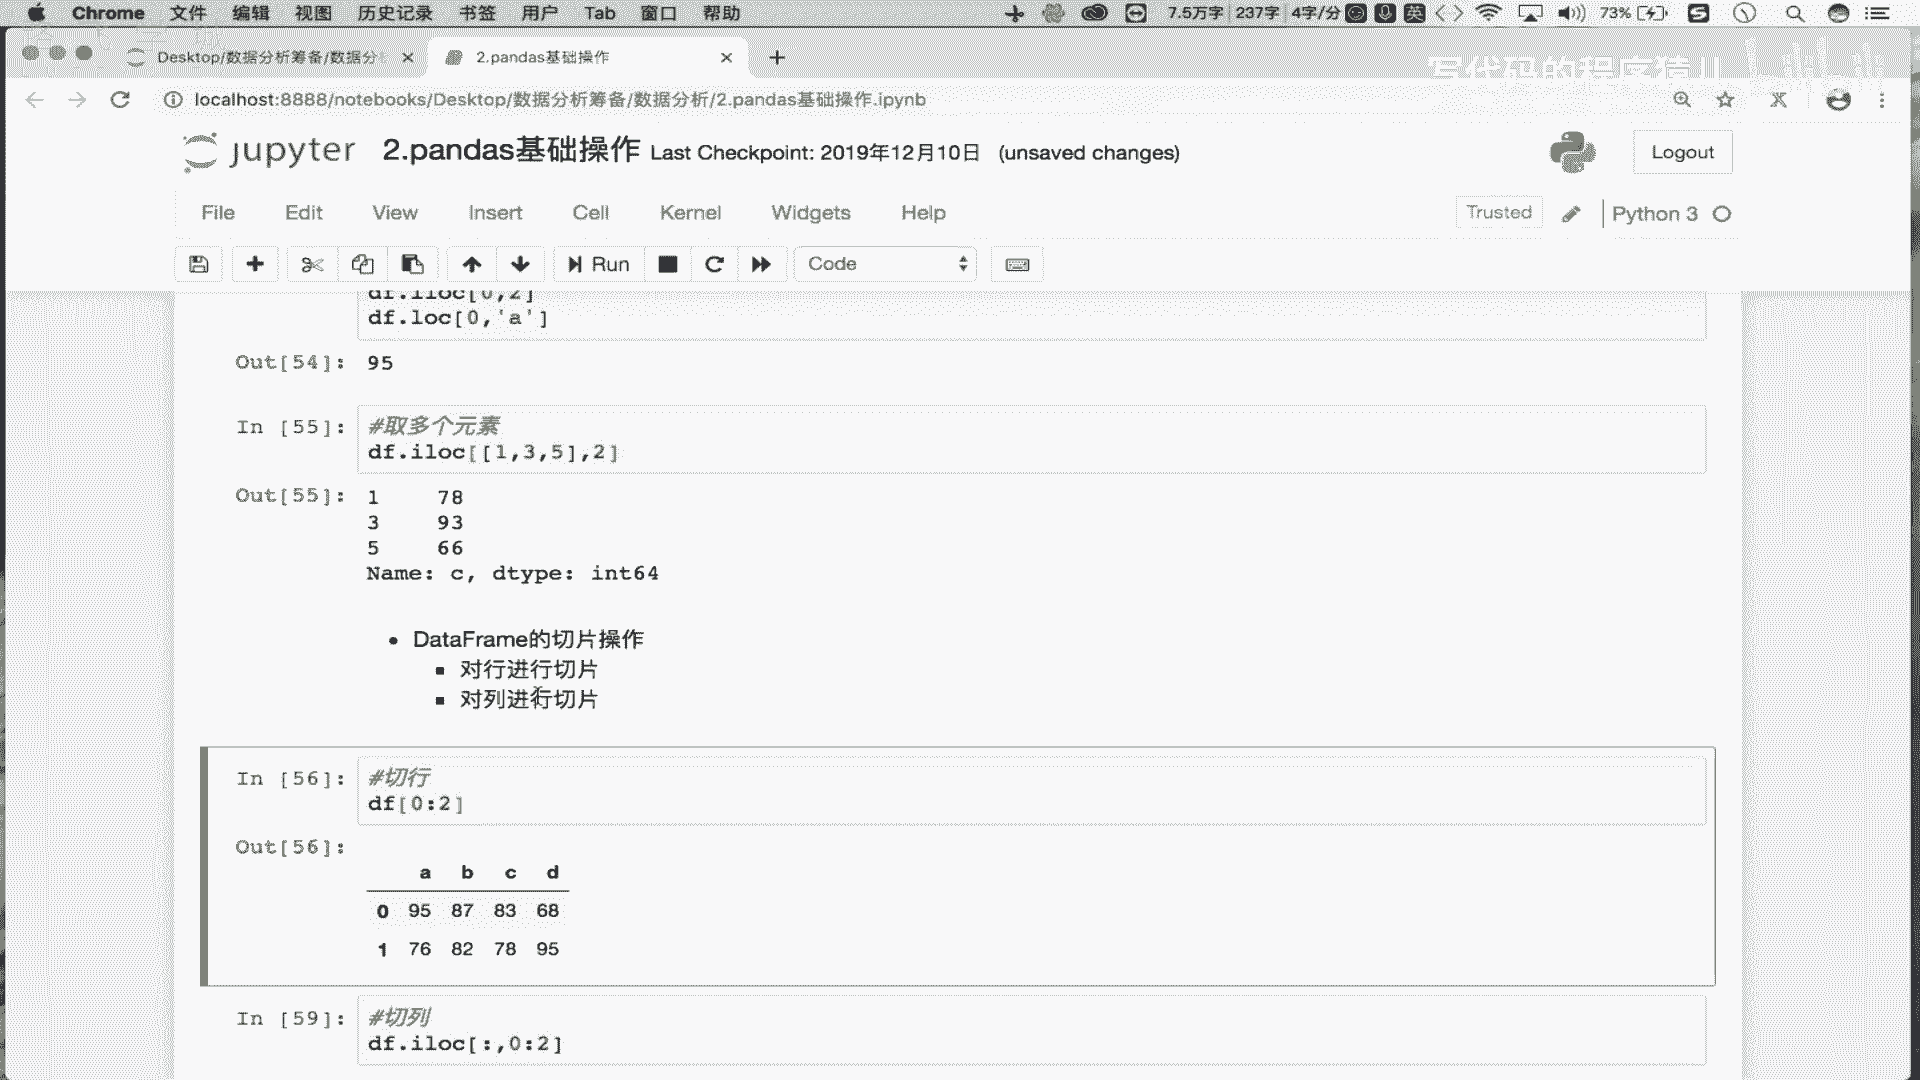 Chrome 文件 编辑 视图 历史记录 书签 用户 Tab 窗口 帮助 7.5万字 237字 4字/分 英 73%
Desktop/数据分析筹备/数据分 2.pandas基础操作
写代码的程序猿
localhost:8888/notebooks/Desktop/数据分析筹备/数据分析/2.pandas基础操作.ipynb
jupyter 2.pandas基础操作 Last Checkpoint: 2019年12月10日 (unsaved changes) Logout
File Edit View Insert Cell Kernel Widgets Help Trusted Python 3
Run Code
df.iloc[0,2]
df.loc[0,'a']
Out[54]: 95
In [55]: #取多个元素
df.iloc[[1,3,5],2]
Out[55]: 1 78
3 93
5 66
Name: c, dtype: int64
DataFrame的切片操作
对行进行切片
对列进行切片
In [56]: #切行
df[0:2]
Out[56]:
a b c d
0 95 87 83 68
1 76 82 78 95
In [59]: #切列
df.iloc[:,0:2]